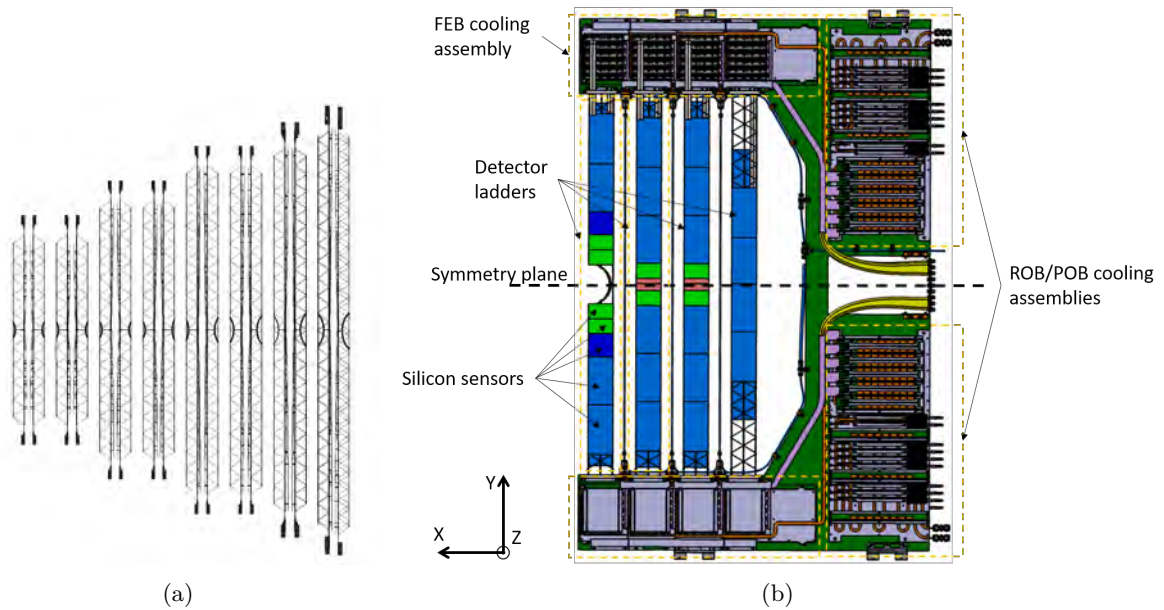 FEB cooling
assembly
Detector
ladders
Symmetry plane
ROB/POB cooling
assemblies
Silicon sensors
Y
X
Z
(a)
(b)